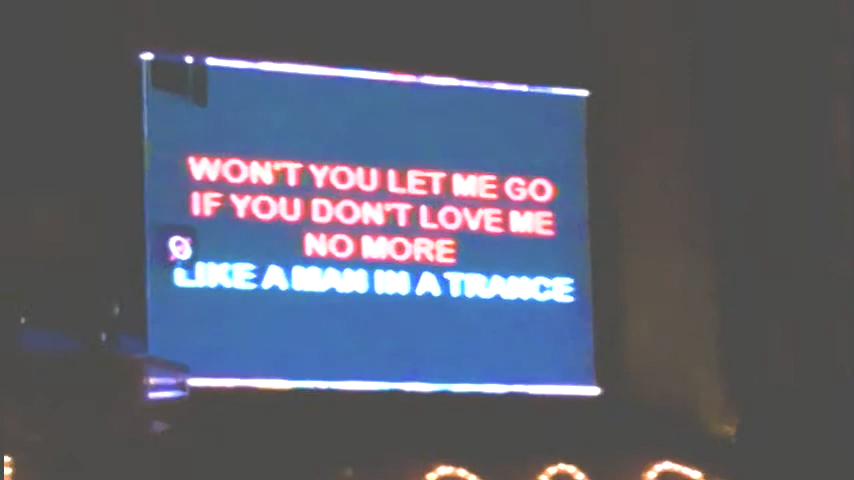 WON'T YOU LET ME GO
IF YOU DON'T LOVE ME
NO MORE
LIKE A MAN IN A TRANCE